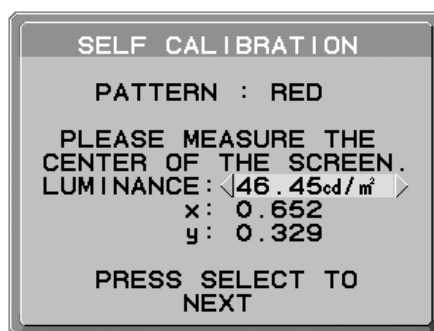 SELF CALIBRATION
PATTERN : RED
PLEASE MEASURE THE
CENTER OF THE SCREEN.
LUMINANCE: 46.45cd/m²
x: 0.652
y: 0.329
PRESS SELECT TO
NEXT